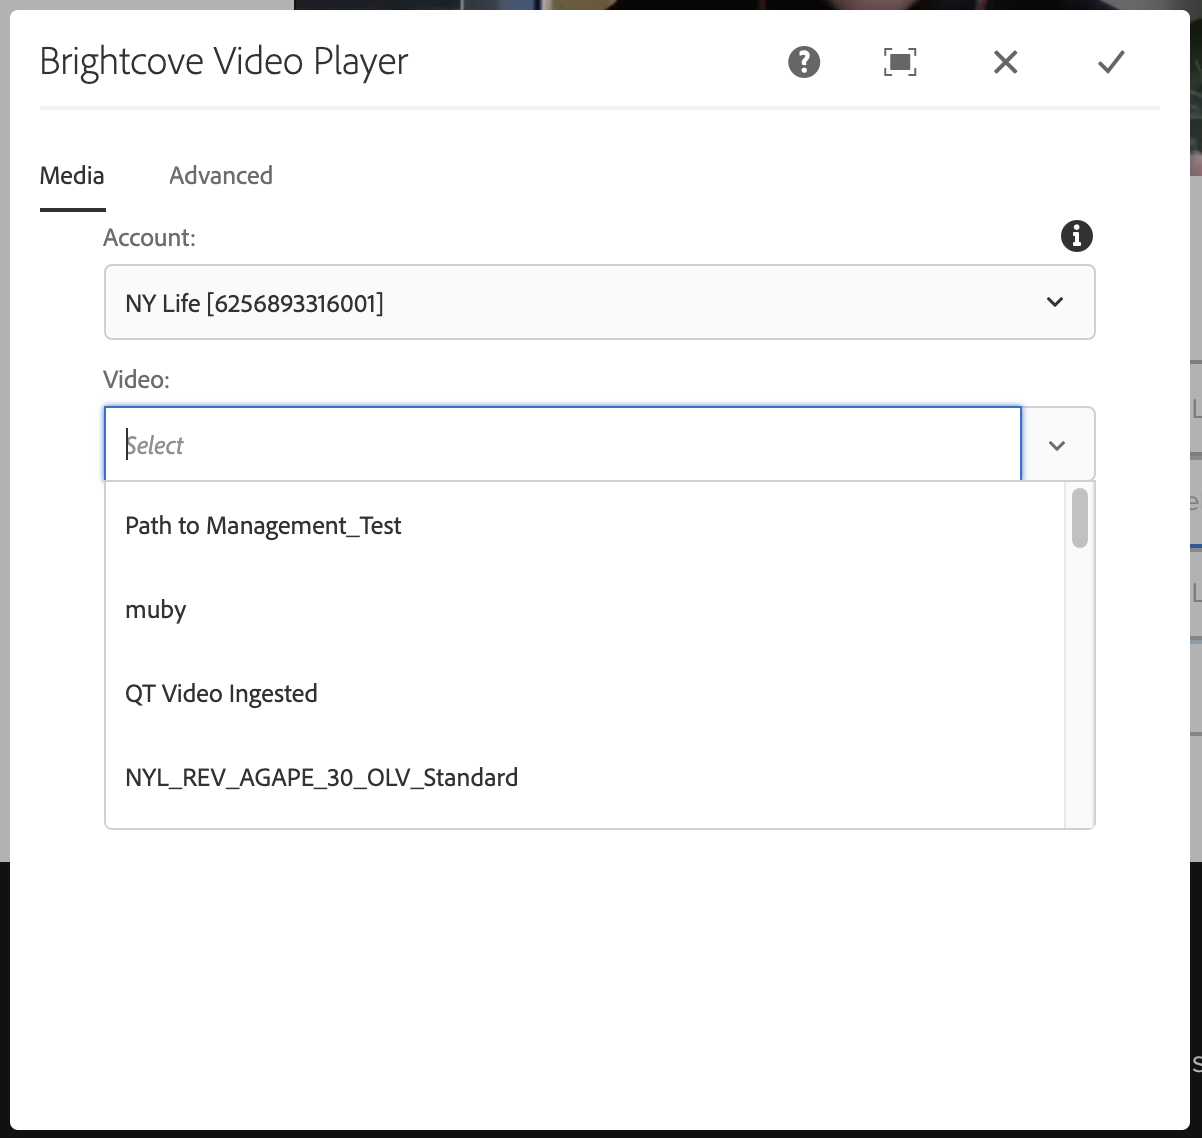 Brightcove Video Player
Media Advanced
Account:
NY Life [6256893316001]
Video:
Select
Path to Management_Test
muby
QT Video Ingested
NYL_REV_AGAPE_30_OLV_Standard